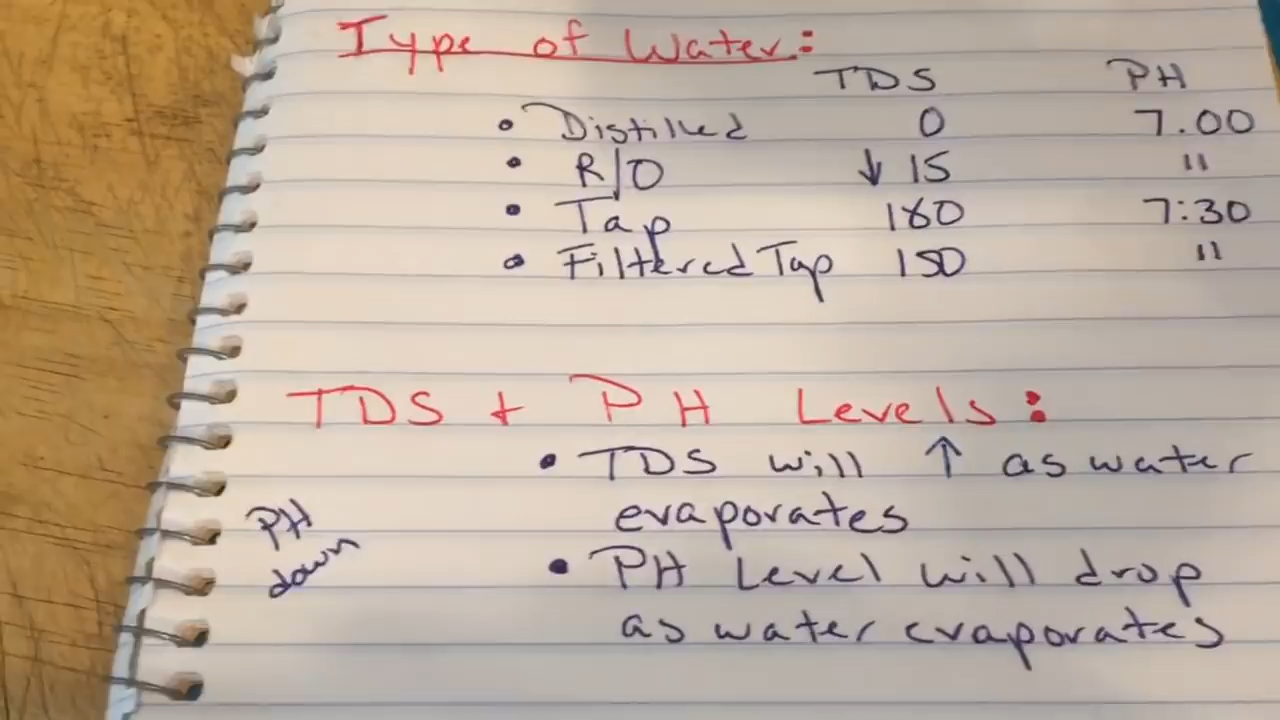 Type of Water:
TDS PH
• Distilled 0 7.00
• R/O ↓ 15 "
• Tap 180 7:30
• Filtered Tap 150 "
TDS + PH Levels:
• TDS will ↑ as water
evaporates
PH
down
• PH Level will drop
as water evaporates